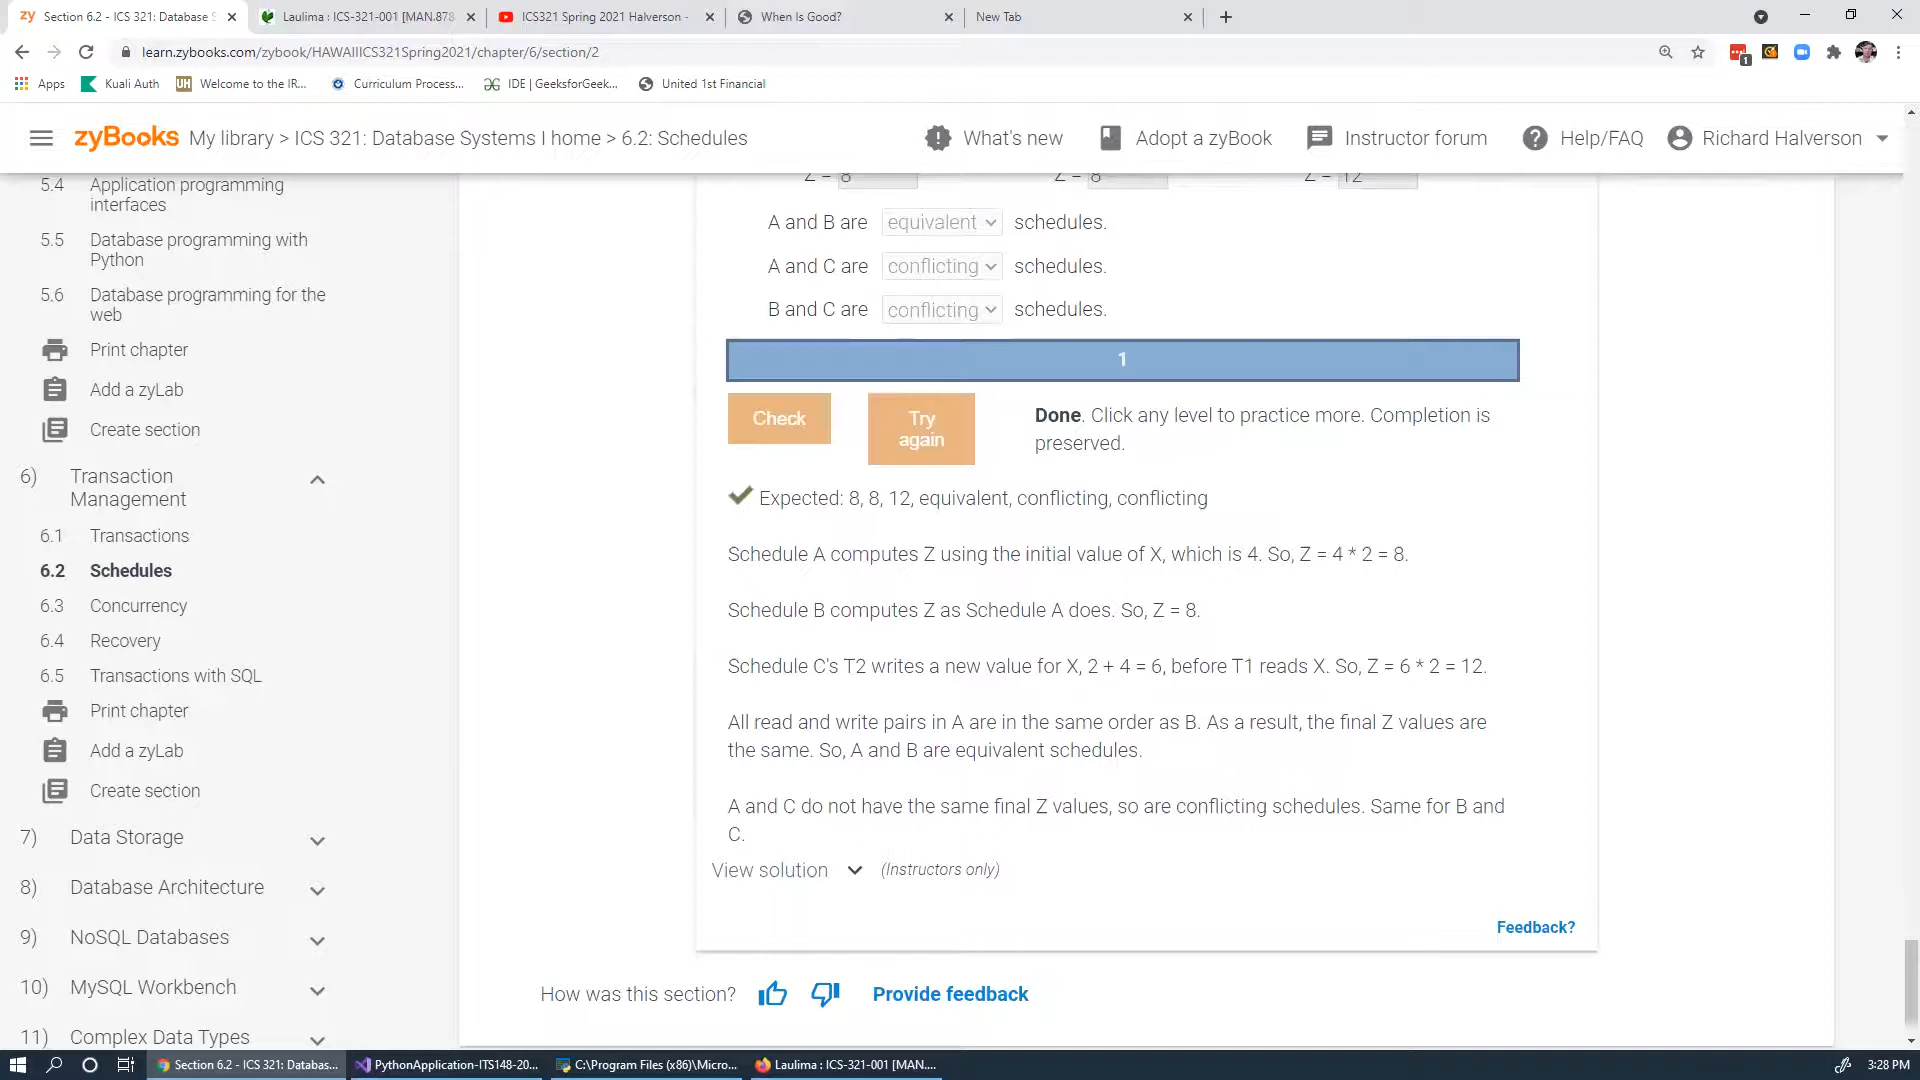 Section 6.2 - ICS 321: Database S
Laulima : ICS-321-001 [MAN.878
ICS321 Spring 2021 Halverson -
When Is Good?
New Tab
learn.zybooks.com/zybook/HAWAIIICS321Spring2021/chapter/6/section/2
1
Apps
Kuali Auth
UH
Welcome to the IR...
Curriculum Process...
IDE | GeeksforGeek...
United 1st Financial
zyBooks
My library > ICS 321: Database Systems I home > 6.2: Schedules
What's new
Adopt a zyBook
Instructor forum
Help/FAQ
Richard Halverson
5.4 Application programming
interfaces
5.5 Database programming with
Python
5.6 Database programming for the
web
Print chapter
Add a zyLab
Create section
6) Transaction
Management
6.1 Transactions
6.2 Schedules
6.3 Concurrency
6.4 Recovery
6.5 Transactions with SQL
Print chapter
Add a zyLab
Create section
7) Data Storage
8) Database Architecture
9) NoSQL Databases
10) MySQL Workbench
11) Complex Data Types
Z = 8 Z = 8 Z = 12
A and B are equivalent schedules.
A and C are conflicting schedules.
B and C are conflicting schedules.
1
Check
Try
again
Done. Click any level to practice more. Completion is
preserved.
Expected: 8, 8, 12, equivalent, conflicting, conflicting
Schedule A computes Z using the initial value of X, which is 4. So, Z = 4 * 2 = 8.
Schedule B computes Z as Schedule A does. So, Z = 8.
Schedule C's T2 writes a new value for X, 2 + 4 = 6, before T1 reads X. So, Z = 6 * 2 = 12.
All read and write pairs in A are in the same order as B. As a result, the final Z values are
the same. So, A and B are equivalent schedules.
A and C do not have the same final Z values, so are conflicting schedules. Same for B and
C.
View solution (Instructors only)
Feedback?
How was this section? Provide feedback
Section 6.2 - ICS 321: Databas...
PythonApplication-ITS148-20...
C:\Program Files (x86)\Micro...
Laulima : ICS-321-001 [MAN....
3:28 PM